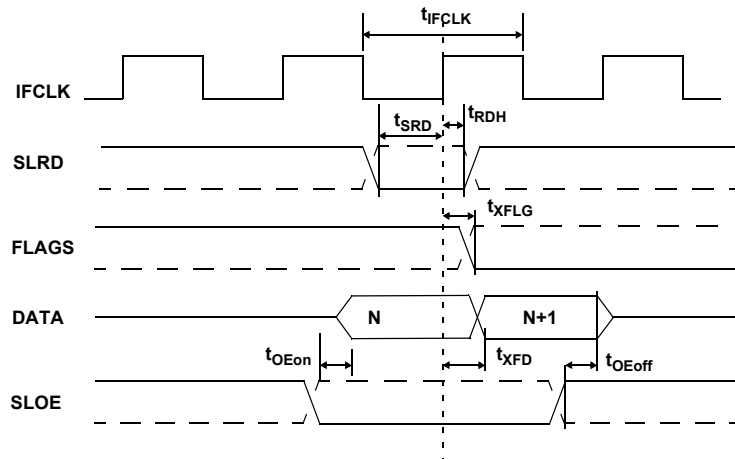 tIFCLK
IFCLK
tSRD
tRDH
SLRD
tXFLG
FLAGS
DATA
N
N+1
tOEon
tXFD
tOEoff
SLOE